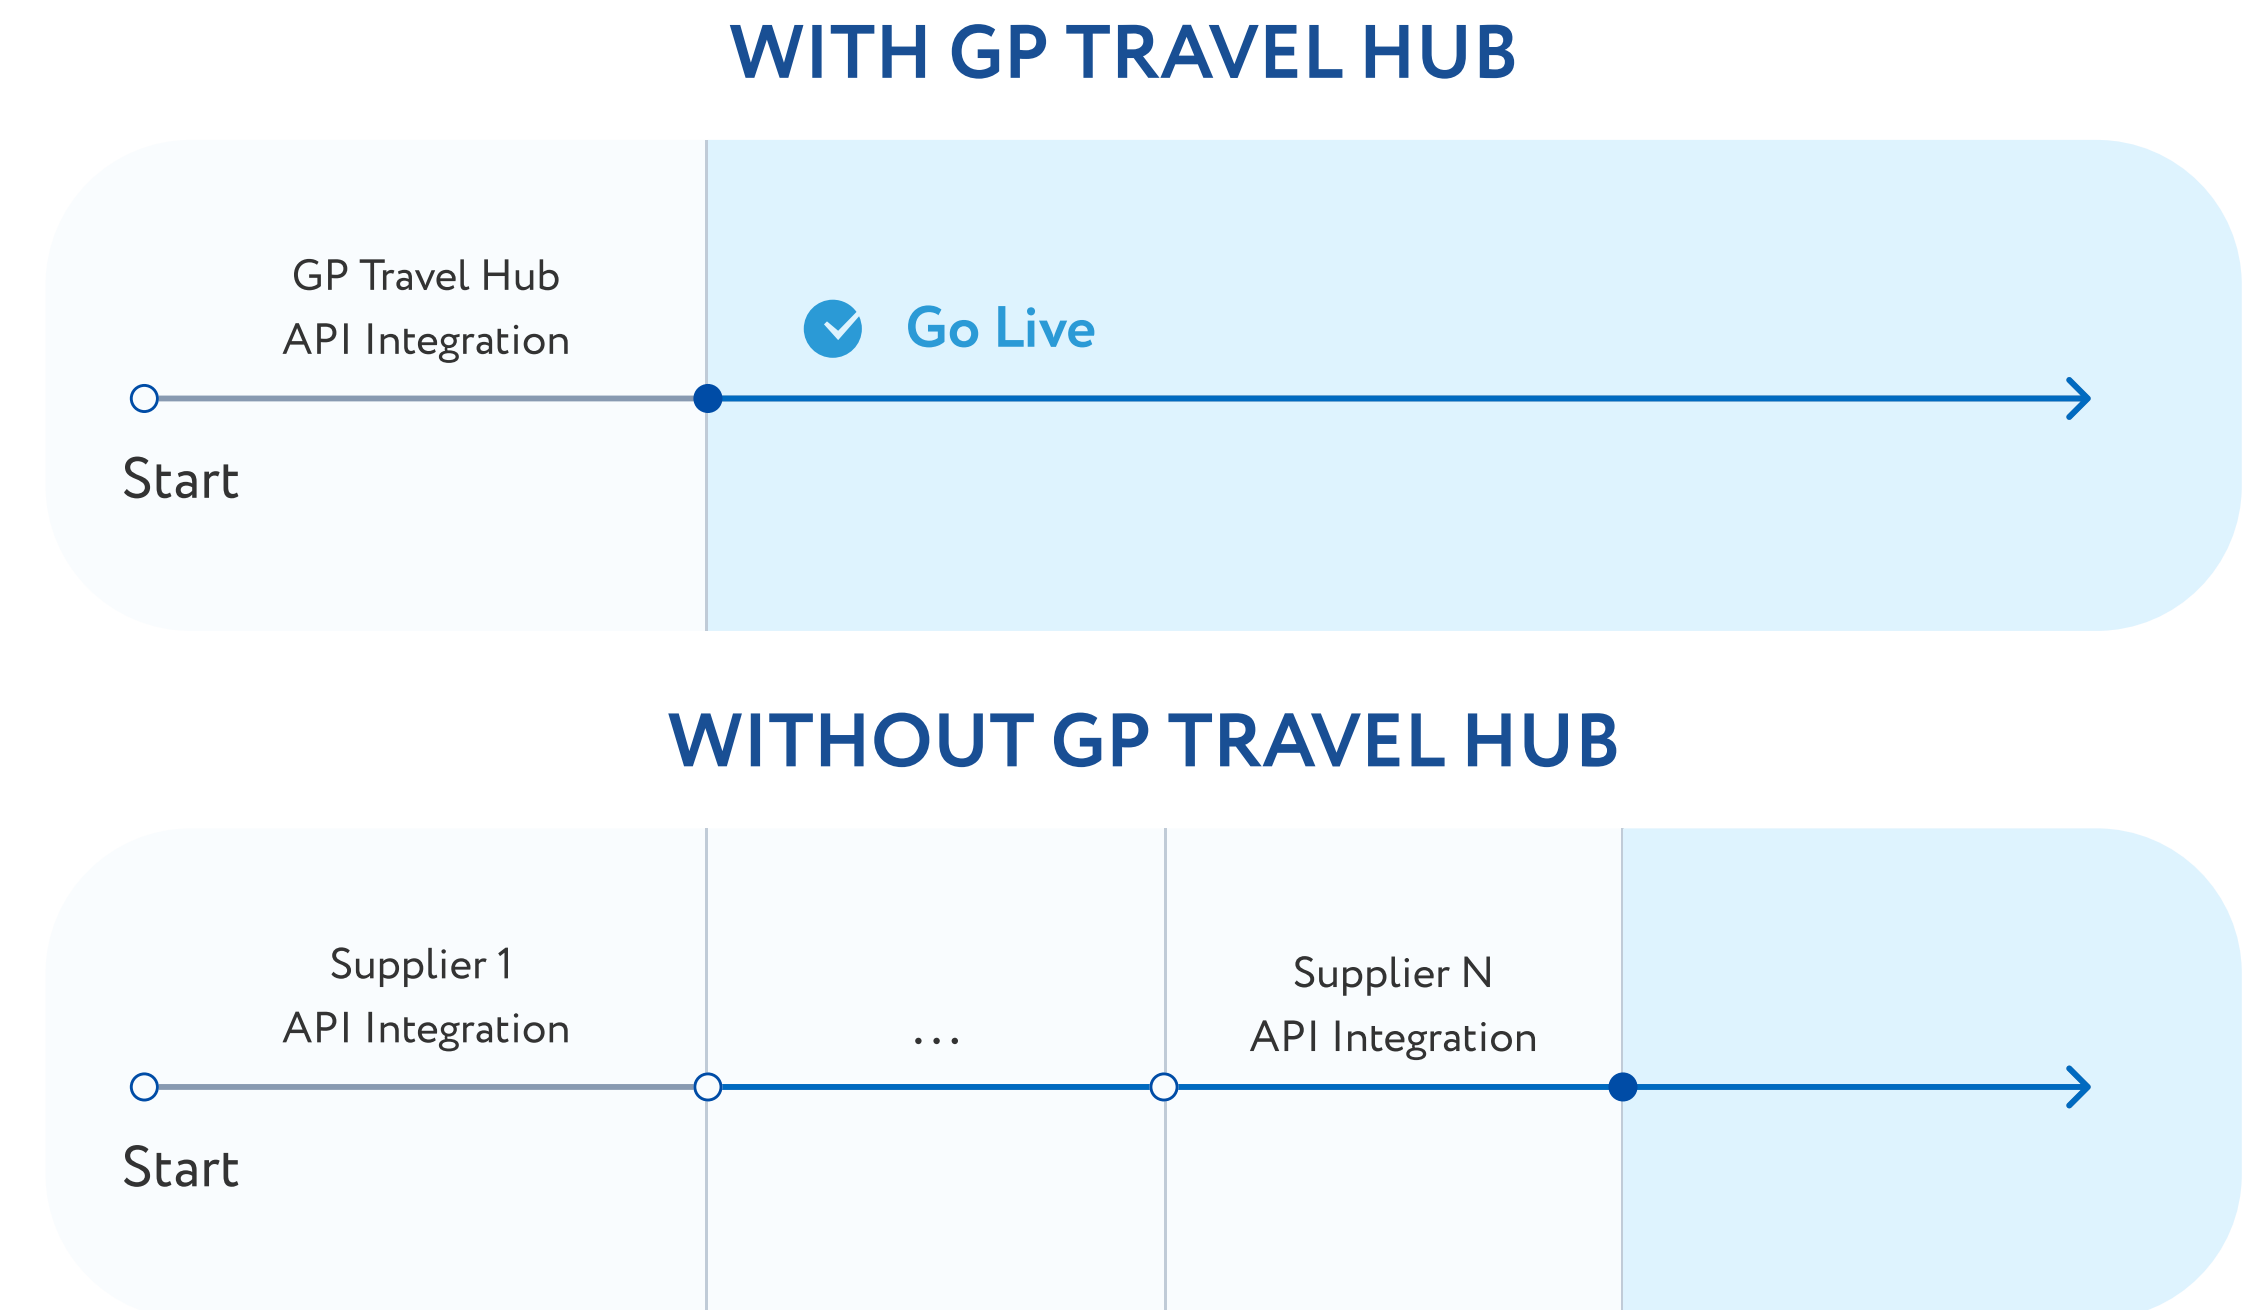 WITH GP TRAVEL HUB
GP Travel Hub
API Integration
Go Live
Start
WITHOUT GP TRAVEL HUB
Supplier 1
API Integration
...
Supplier N
API Integration
Start